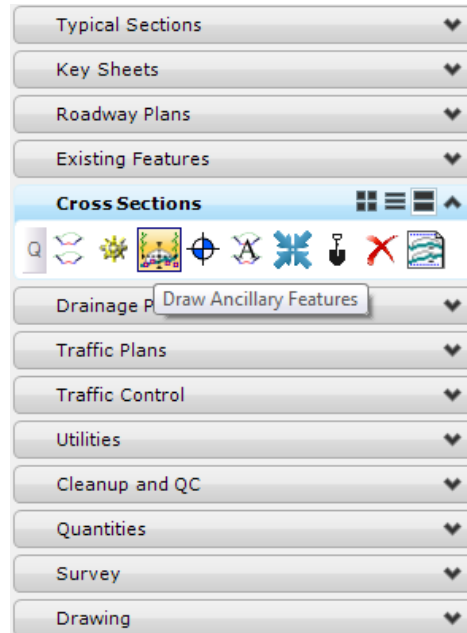 Typical Sections
Key Sheets
Roadway Plans
Existing Features
Cross Sections
Q
A
Draw Ancillary Features
Drainage P
Traffic Plans
Traffic Control
Utilities
Cleanup and QC
Quantities
Survey
Drawing